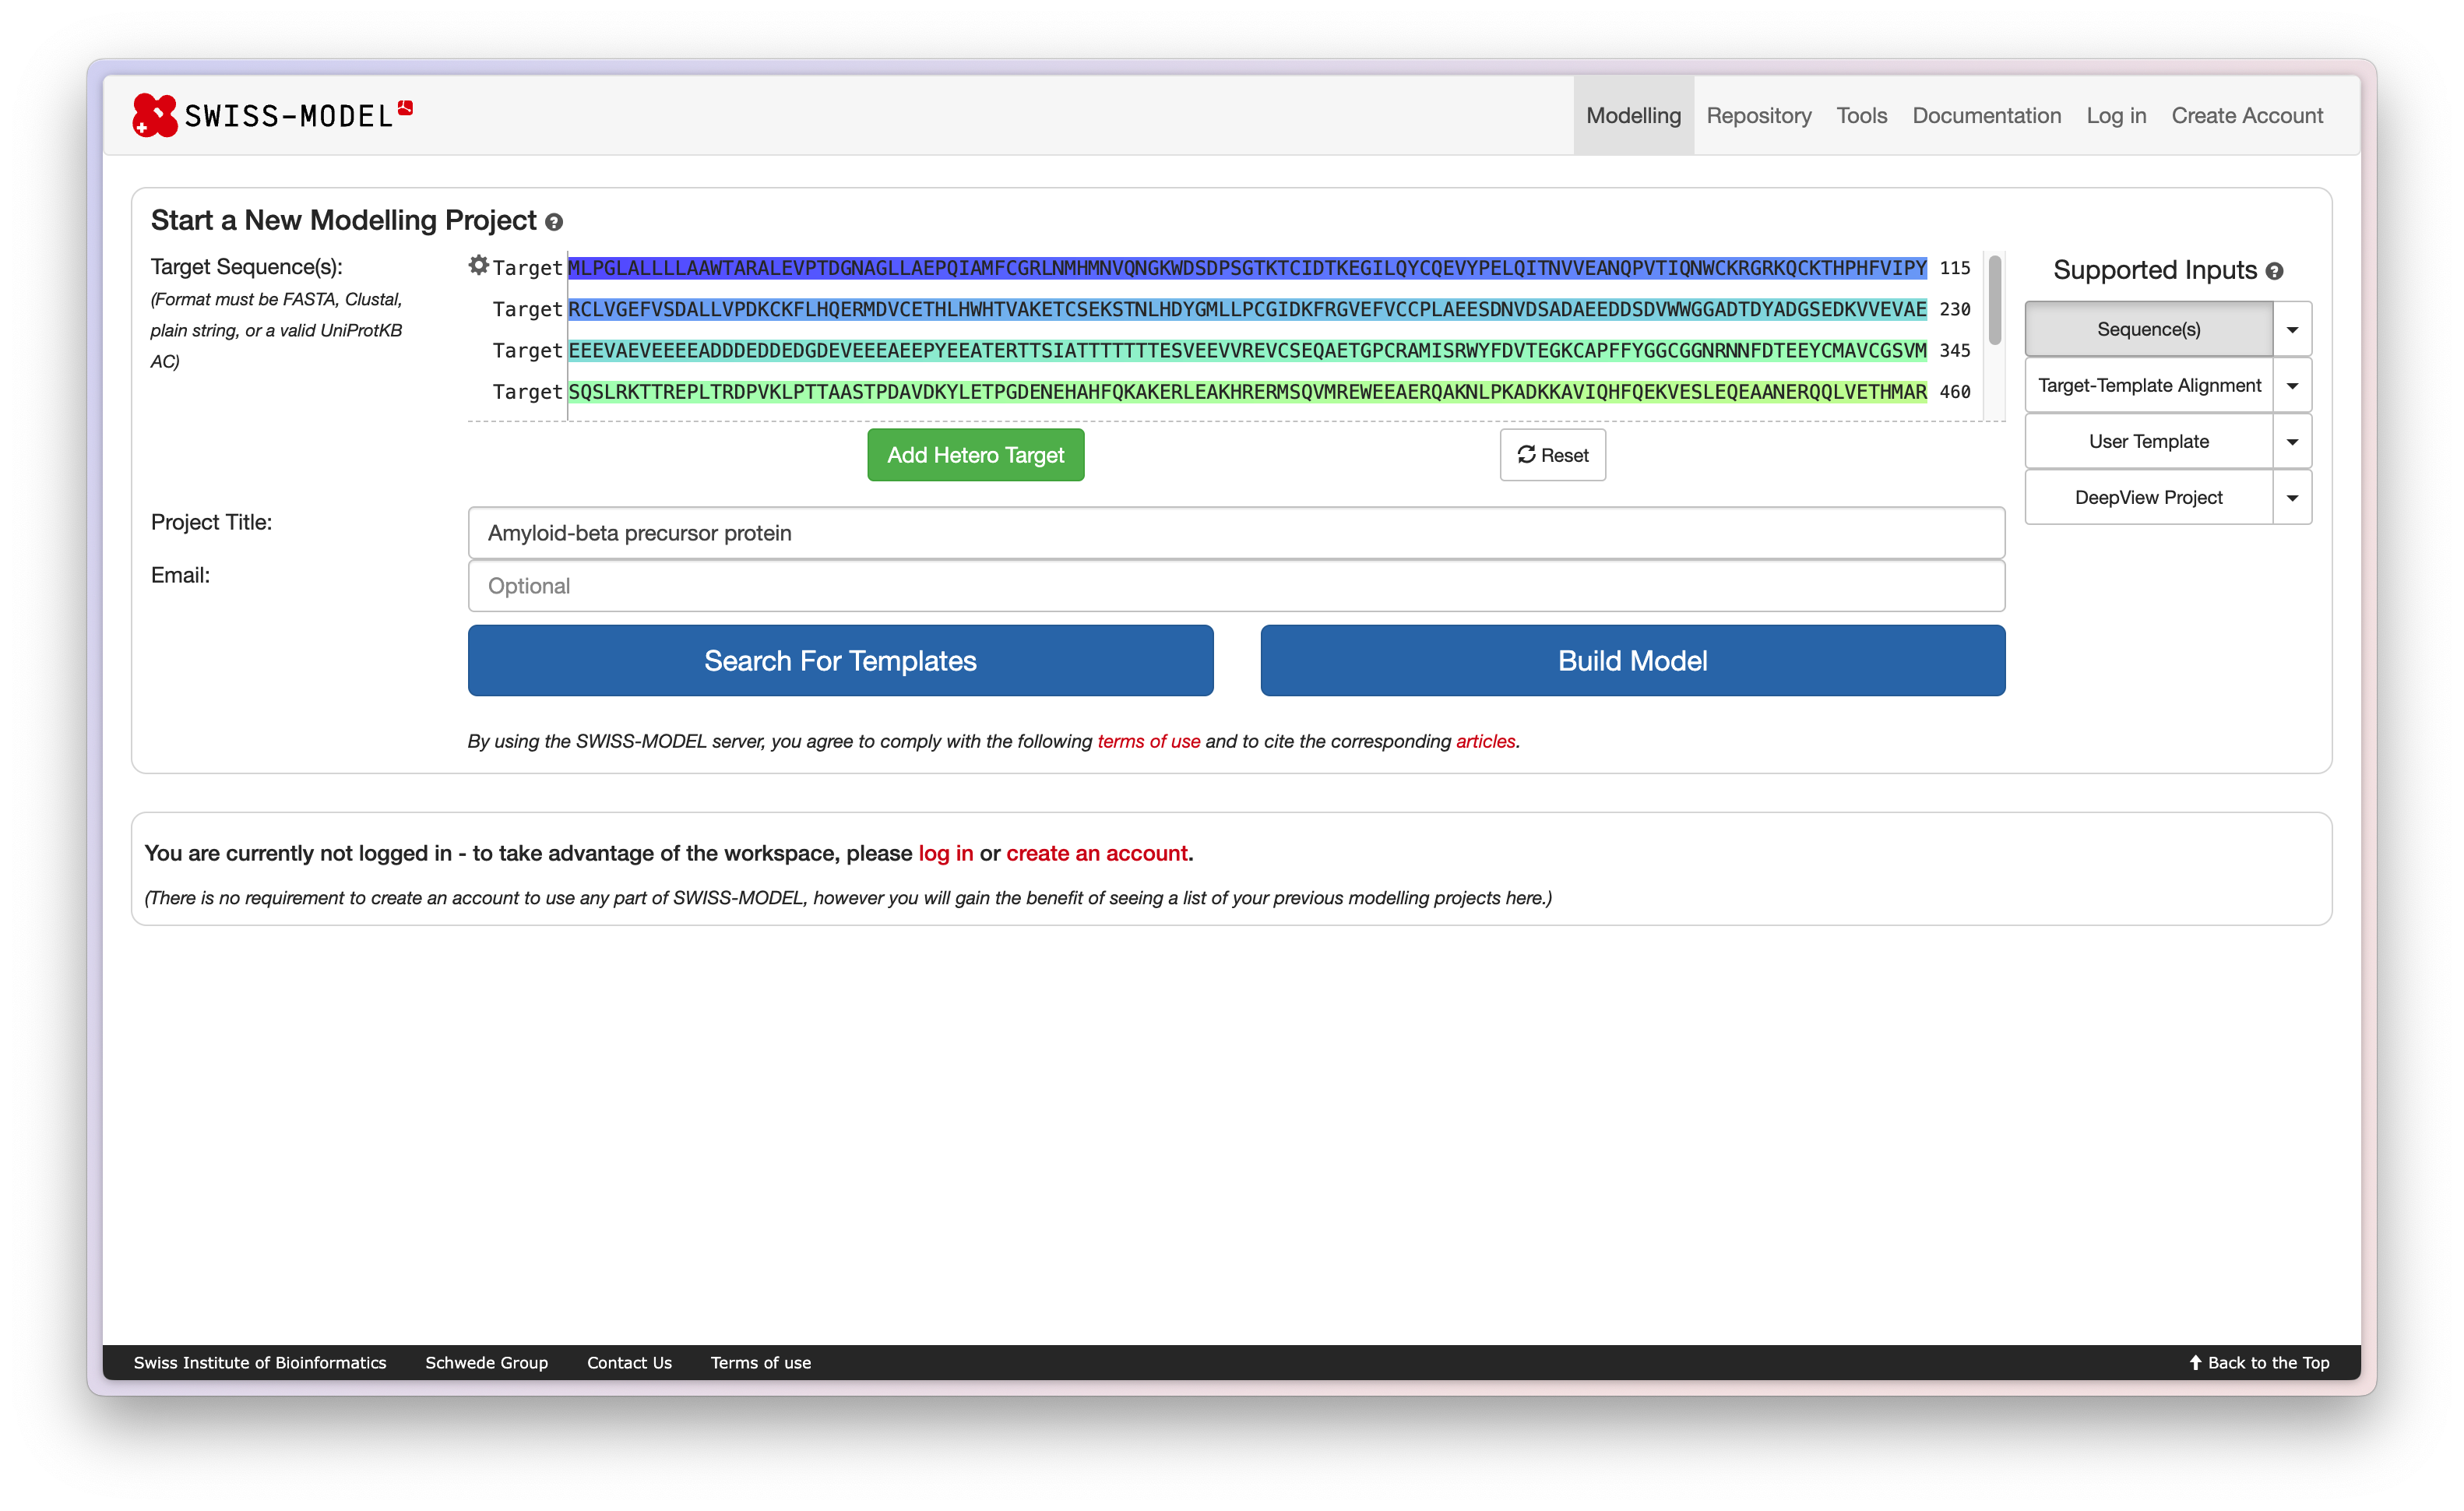 SWISS-MODEL
Modelling Repository Tools Documentation Log in Create Account
Start a New Modelling Project
Target Sequence(s):
(Format must be FASTA, Clustal,
plain string, or a valid UniProtKB
AC)
Target MLPGLALLLLAAWTARALEVPTDGNAGLLAEPQIAMFCGRLNMHMNVQNGKWDSDPSGTKTCIDTKEGILQYCQEVYPELQITNVVEANQPVTIQNWCKRGRKQCKTHPHFVIPY 115
Target RCLVGEFVSDALLVPDKCKFLHQERMDVCETHLHWHTVAKETCSEKSTNLHDYGMLLPCGIDKFRGVEFVCCPLAEESDNVDSADAEEDDSDVWWGGADTDYADGSEDKVVEVAE 230
Target EEEVAEVEEEEADDDEDDEDGDEVEEEAEEPYEEATERTTSIATTTTTTTESVEEVVREVCSEQAETGPCRAMISRWYFDVTEGKCAPFFYGGCGGNRNNFDTEEYCMAVCGSVM 345
Target SQSLRKTTREPLTRDPVKLPTTAASTPDAVDKYLETPGDENEHAHFQKAKERLEAKHRERMSQVMREWEEAERQAKNLPKADKKAVIQHFQEKVESLEQEAANERQQLVETHMAR 460
Add Hetero Target
Reset
Supported Inputs
Sequence(s)
Target-Template Alignment
User Template
DeepView Project
Project Title:
Amyloid-beta precursor protein
Email:
Optional
Search For Templates
Build Model
By using the SWISS-MODEL server, you agree to comply with the following terms of use and to cite the corresponding articles.
You are currently not logged in - to take advantage of the workspace, please log in or create an account.
(There is no requirement to create an account to use any part of SWISS-MODEL, however you will gain the benefit of seeing a list of your previous modelling projects here.)
Swiss Institute of Bioinformatics Schwede Group Contact Us Terms of use Back to the Top